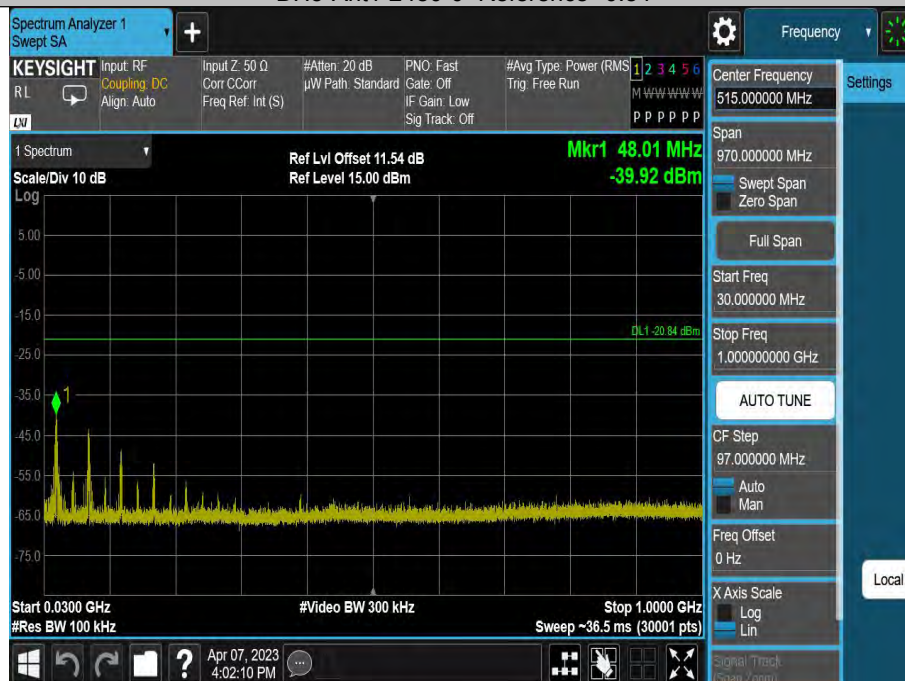 Spectrum Analyzer 1
Swept SA
Frequency
KEYSIGHT
RL
LXI
Input: RF
Coupling: DC
Align: Auto
Input Z: 50 Ω
Corr CCorr
Freq Ref: Int (S)
#Atten: 20 dB
µW Path: Standard
PNO: Fast
Gate: Off
IF Gain: Low
Sig Track: Off
#Avg Type: Power (RMS
Trig: Free Run
1 2 3 4 5 6
M W W W W W
P P P P P P
Center Frequency
515.000000 MHz
Settings
1 Spectrum
Scale/Div 10 dB
Ref Lvl Offset 11.54 dB
Ref Level 15.00 dBm
Mkr1 48.01 MHz
-39.92 dBm
Log
5.00
-5.00
-15.0
-25.0
-35.0
-45.0
-55.0
-65.0
-75.0
DL1 -20.84 dBm
1
Start 0.0300 GHz
#Res BW 100 kHz
#Video BW 300 kHz
Stop 1.0000 GHz
Sweep ~36.5 ms (30001 pts)
Span
970.000000 MHz
Swept Span
Zero Span
Full Span
Start Freq
30.000000 MHz
Stop Freq
1.000000000 GHz
AUTO TUNE
CF Step
97.000000 MHz
Auto
Man
Freq Offset
0 Hz
X Axis Scale
Log
Lin
Signal Track
(Span Zoom)
Local
Apr 07, 2023
4:02:10 PM